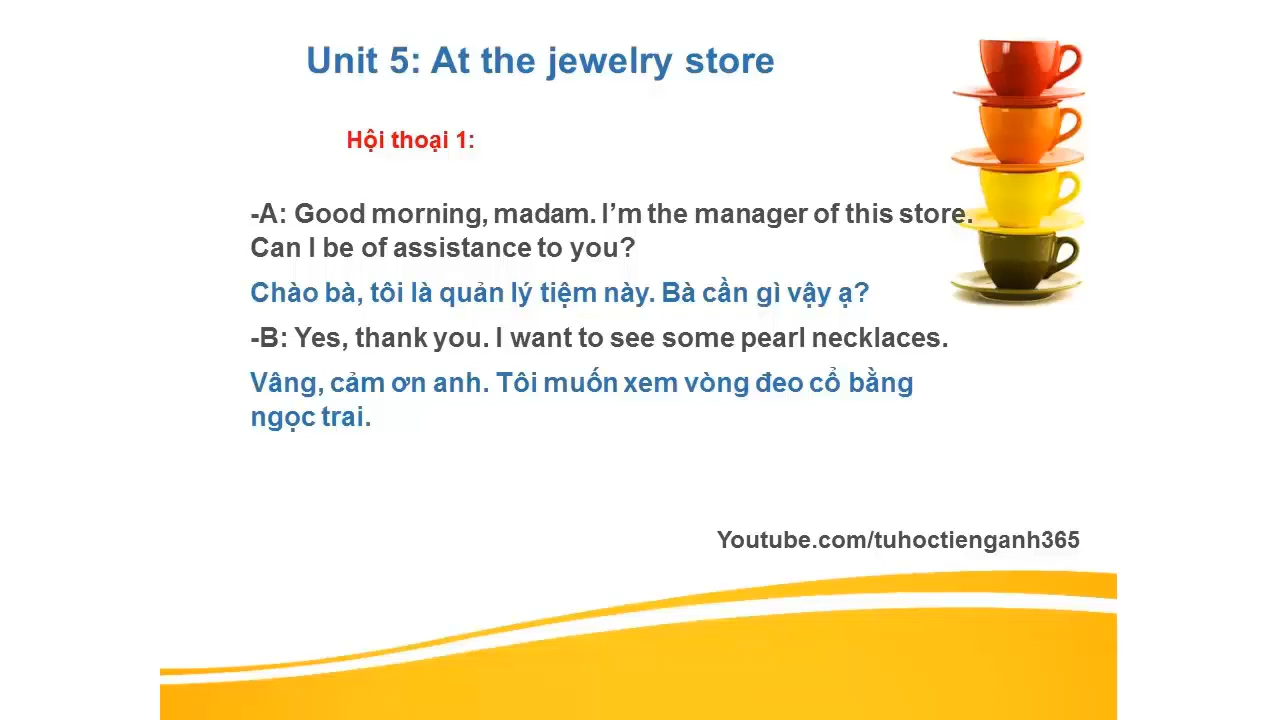 Unit 5: At the jewelry store
Hội thoại 1:
-A: Good morning, madam. I’m the manager of this store.
Can I be of assistance to you?
Chào bà, tôi là quản lý tiệm này. Bà cần gì vậy ạ?
-B: Yes, thank you. I want to see some pearl necklaces.
Vâng, cảm ơn anh. Tôi muốn xem vòng đeo cổ bằng
ngọc trai.
Youtube.com/tuhoctienganh365